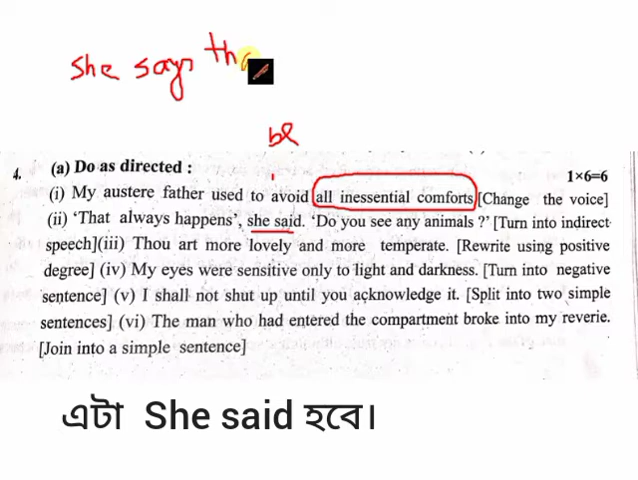 She says tha
be
4. (a) Do as directed : 1×6=6
(i) My austere father used to avoid all inessential comforts [Change the voice]
(ii) ‘That always happens’, she said. ‘Do you see any animals ?’ [Turn into indirect
speech](iii) Thou art more lovely and more temperate. [Rewrite using positive
degree] (iv) My eyes were sensitive only to light and darkness. [Turn into negative
sentence] (v) I shall not shut up until you acknowledge it. [Split into two simple
sentences] (vi) The man who had entered the compartment broke into my reverie.
[Join into a simple sentence]
এটা She said হবে।